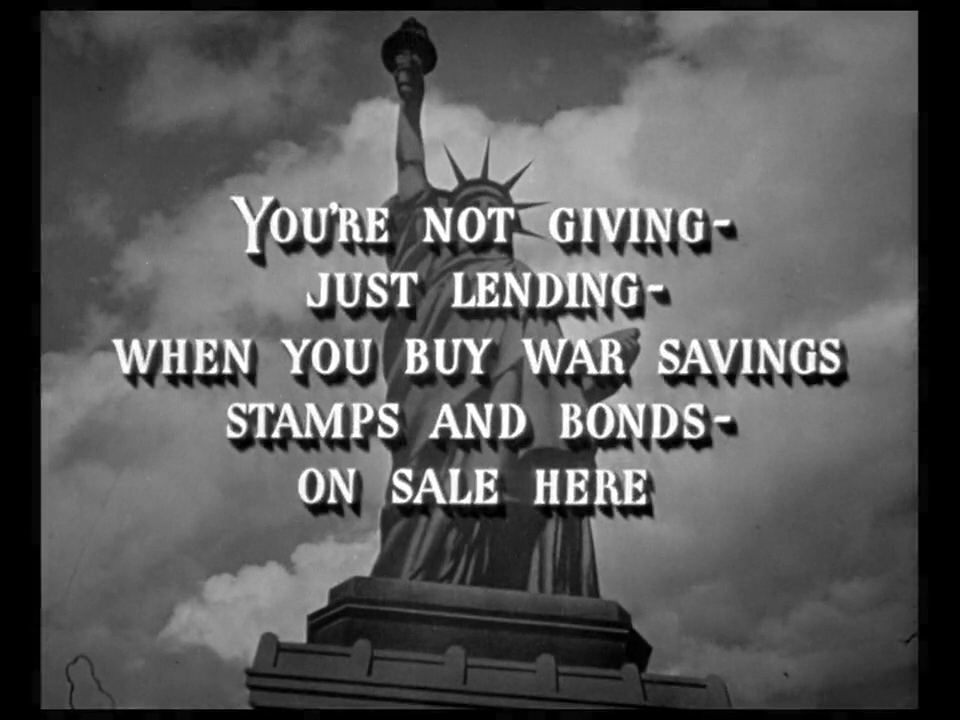 YOU'RE NOT GIVING-
JUST LENDING-
WHEN YOU BUY WAR SAVINGS
STAMPS AND BONDS-
ON SALE HERE